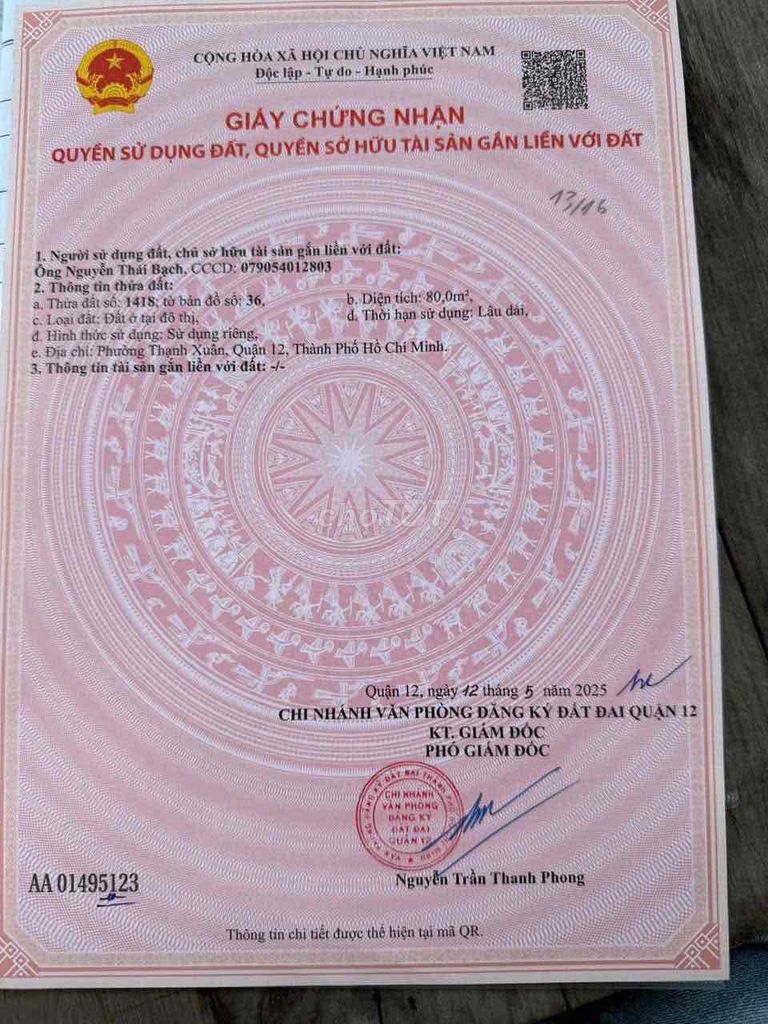 CỘNG HÒA XÃ HỘI CHỦ NGHĨA VIỆT NAM
Độc lập - Tự do - Hạnh phúc
GIẤY CHỨNG NHẬN
QUYỀN SỬ DỤNG ĐẤT, QUYỀN SỞ HỮU TÀI SẢN GẮN LIỀN VỚI ĐẤT
13/16
1. Người sử dụng đất, chủ sở hữu tài sản gắn liền với đất:
Ông Nguyễn Thái Bạch, CCCD: 079054012803
2. Thông tin thửa đất:
a. Thửa đất số: 1418; tờ bản đồ số: 36, b. Diện tích: 80,0m²,
c. Loại đất: Đất ở tại đô thị, d. Thời hạn sử dụng: Lâu dài,
đ. Hình thức sử dụng: Sử dụng riêng,
e. Địa chỉ: Phường Thạnh Xuân, Quận 12, Thành Phố Hồ Chí Minh.
3. Thông tin tài sản gắn liền với đất: -/-
choTỐT
Quận 12, ngày 12 tháng 5 năm 2025
CHI NHÁNH VĂN PHÒNG ĐĂNG KÝ ĐẤT ĐAI QUẬN 12
KT. GIÁM ĐỐC
PHÓ GIÁM ĐỐC
CHI NHÁNH
VĂN PHÒNG
ĐĂNG KÝ
ĐẤT ĐAI
QUẬN 12
Nguyễn Trần Thanh Phong
AA 01495123
Thông tin chi tiết được thể hiện tại mã QR.